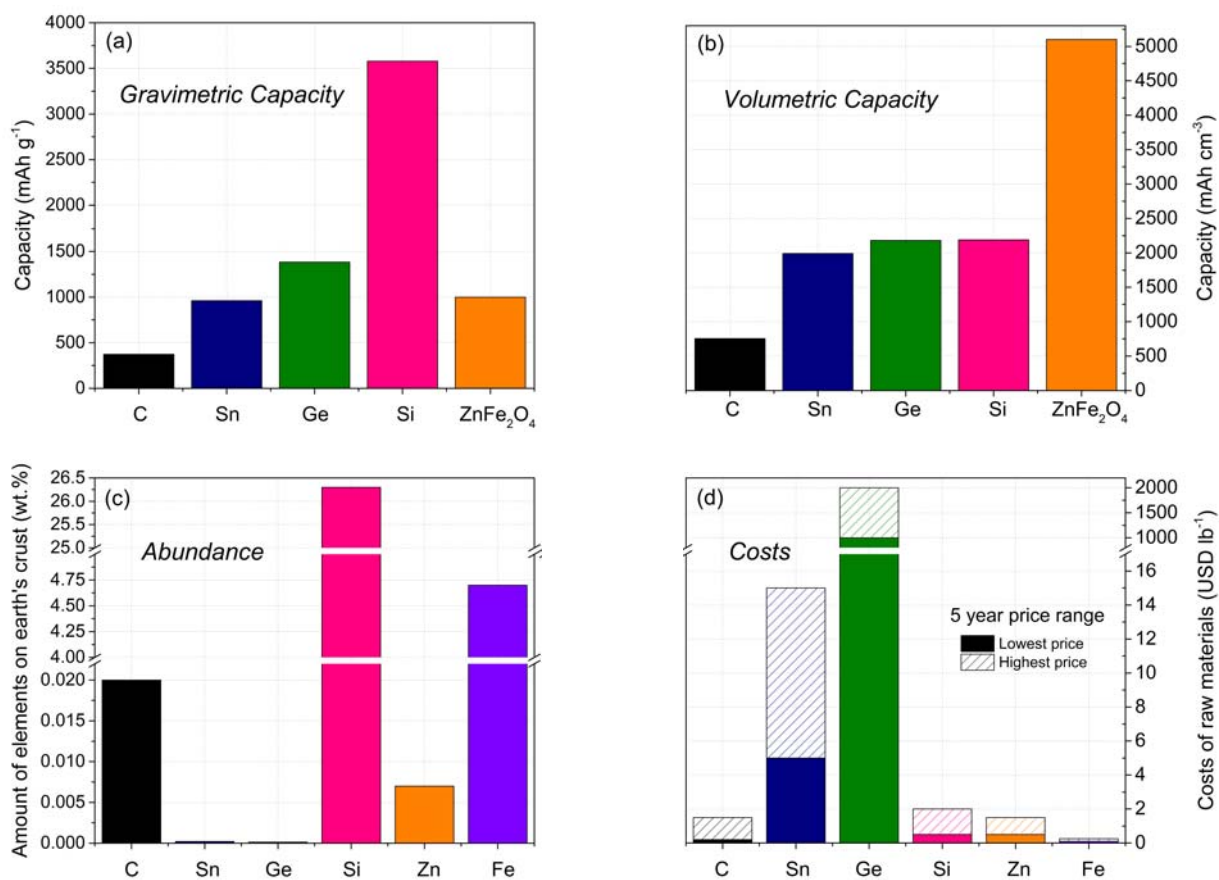 (a)
Gravimetric Capacity
Capacity (mAh g⁻¹)
4000
3500
3000
2500
2000
1500
1000
500
0
C Sn Ge Si ZnFe₂O₄
(b)
Volumetric Capacity
Capacity (mAh cm⁻³)
5000
4500
4000
3500
3000
2500
2000
1500
1000
500
0
C Sn Ge Si ZnFe₂O₄
(c)
Abundance
Amount of elements on earth's crust (wt.%)
26.5
26.0
25.5
25.0
4.75
4.50
4.25
4.00
0.020
0.015
0.010
0.005
0.000
C Sn Ge Si Zn Fe
(d)
Costs
Costs of raw materials (USD lb⁻¹)
5 year price range
Lowest price
Highest price
2000
1500
1000
16
14
12
10
8
6
4
2
0
C Sn Ge Si Zn Fe